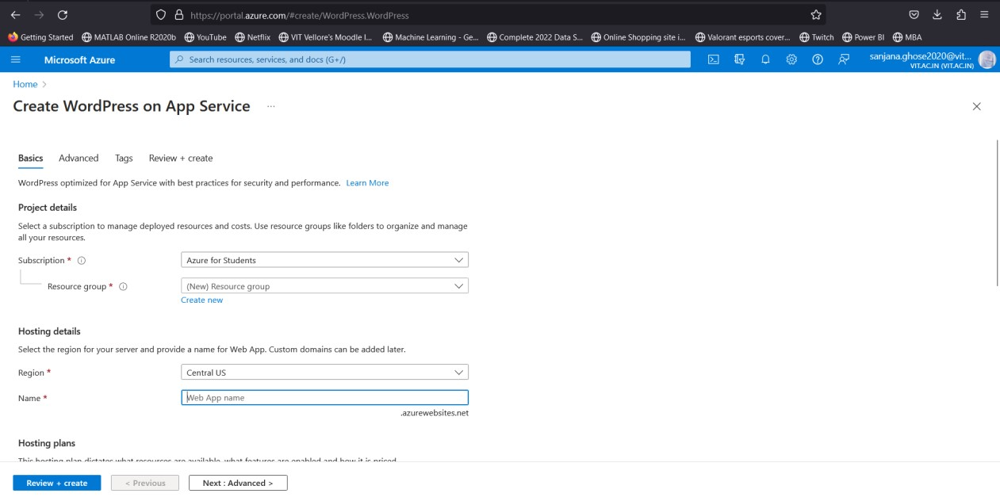 https://portal.azure.com/#create/WordPress.WordPress
Getting Started MATLAB Online R2020b YouTube Netflix VIT Vellore's Moodle l... Machine Learning - Ge... Complete 2022 Data S... Online Shopping site i... Valorant esports cover... Twitch Power BI MBA
Microsoft Azure Search resources, services, and docs (G+/) sanjana.ghose2020@vit...
VIT.AC.IN (VIT.AC.IN)
Home >
Create WordPress on App Service ...
Basics Advanced Tags Review + create
WordPress optimized for App Service with best practices for security and performance. Learn More
Project details
Select a subscription to manage deployed resources and costs. Use resource groups like folders to organize and manage
all your resources.
Subscription * Azure for Students
Resource group * (New) Resource group
Create new
Hosting details
Select the region for your server and provide a name for Web App. Custom domains can be added later.
Region * Central US
Name * Web App name
.azurewebsites.net
Hosting plans
This hosting plan dictates what resources are available, what features are enabled and how it is priced.
Review + create < Previous Next : Advanced >